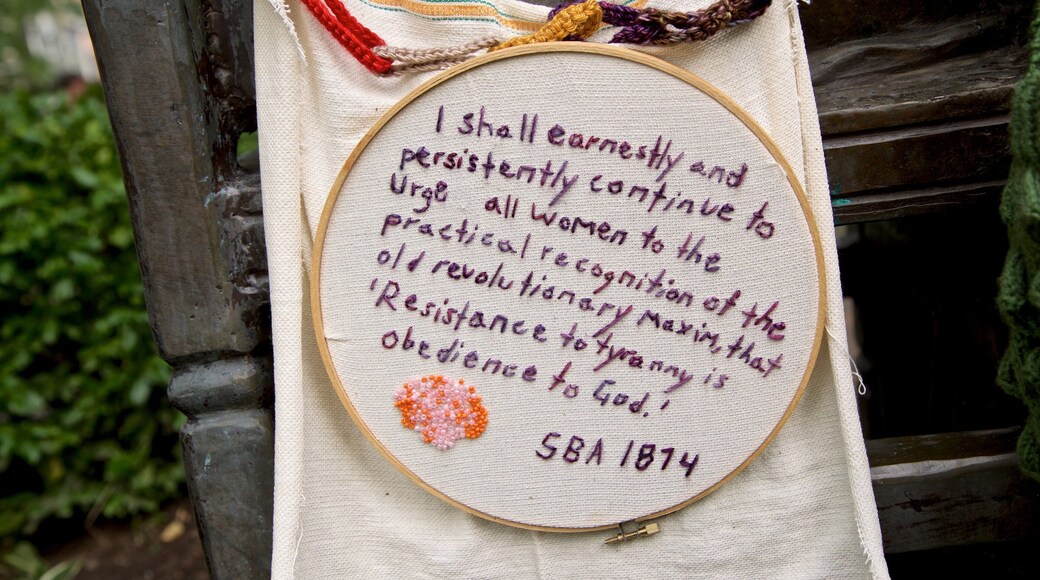 I shall earnestly and
persistently continue to
urge all women to the
practical recognition of the
old revolutionary Maxim, that
'Resistance to tyranny is
obedience to God.'
SBA 1874